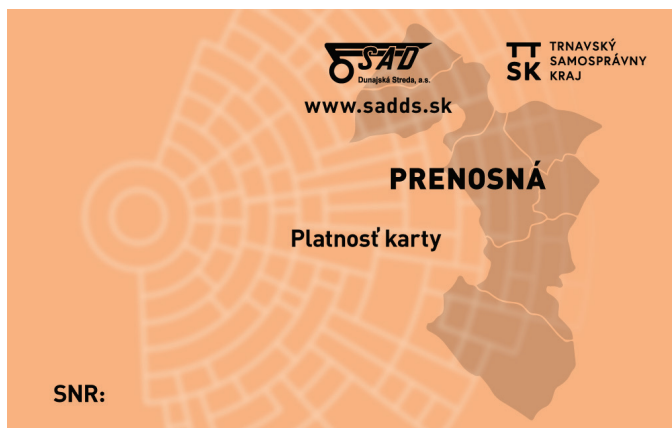 SAD
Dunajská Streda, a.s.
www.sadds.sk
TT
SK
TRNAVSKÝ
SAMOSPRÁVNY
KRAJ
PRENOSNÁ
Platnosť karty
SNR: